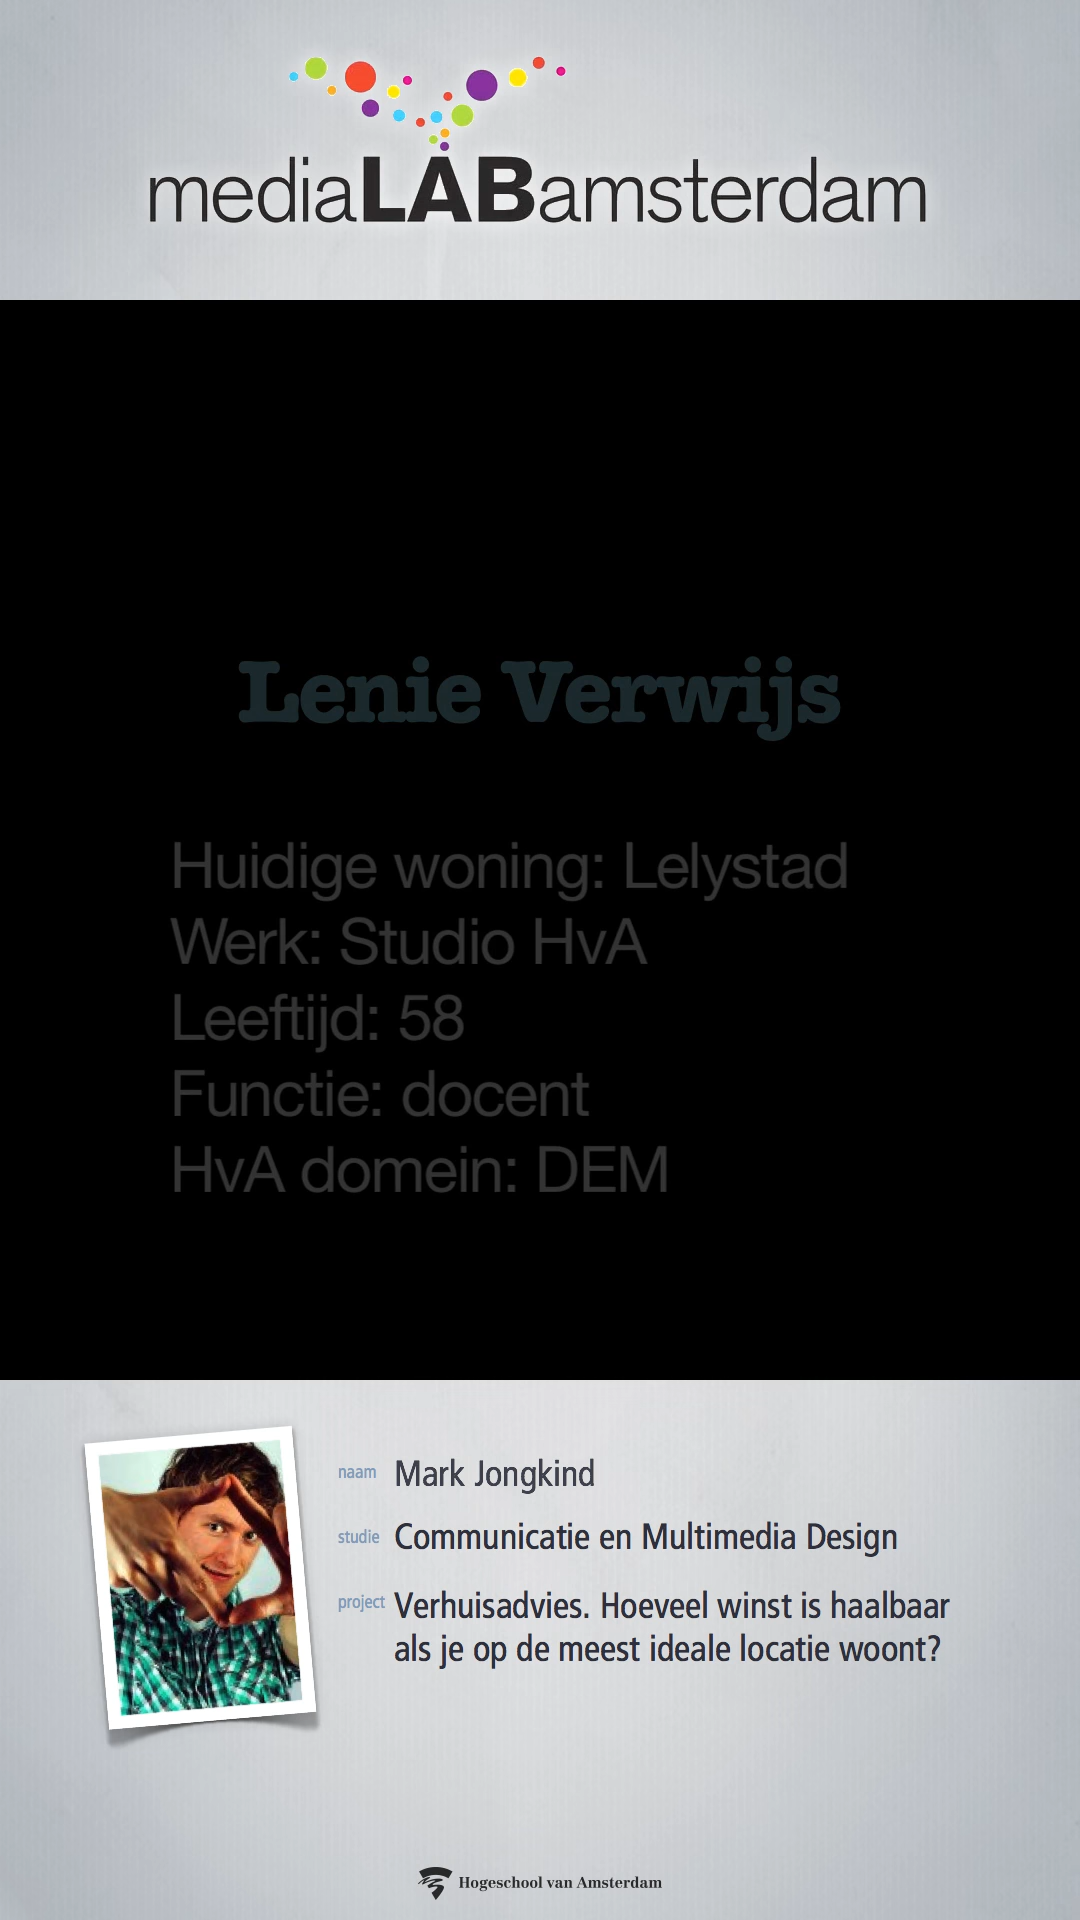 mediaLABamsterdam
Lenie Verwijs
Huidige woning: Lelystad
Werk: Studio HvA
Leeftijd: 58
Functie: docent
HvA domein: DEM
naam Mark Jongkind
studie Communicatie en Multimedia Design
project Verhuisadvies. Hoeveel winst is haalbaar
als je op de meest ideale locatie woont?
Hogeschool van Amsterdam